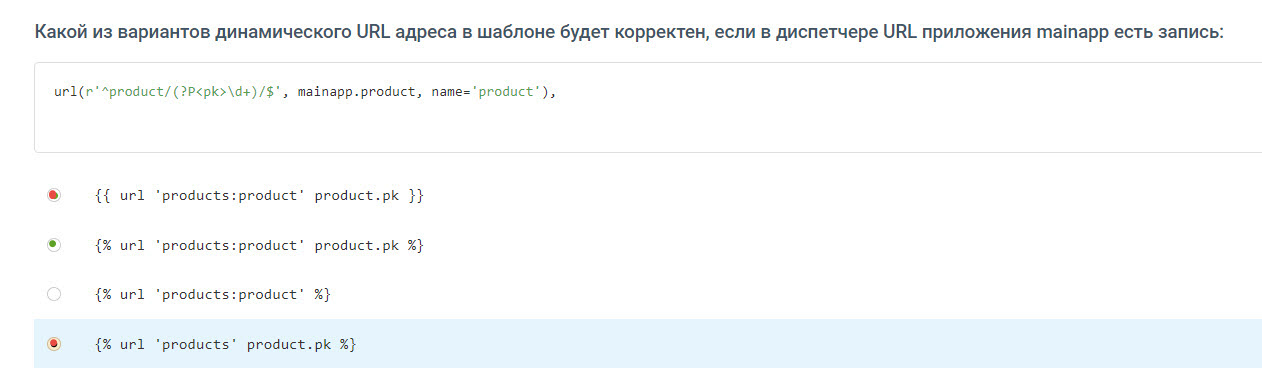 Какой из вариантов динамического URL адреса в шаблоне будет корректен, если в диспетчере URL приложения mainapp есть запись:
url(r'^product/(?P<pk>\d+)/$', mainapp.product, name='product'),
{{ url 'products:product' product.pk }}
{% url 'products:product' product.pk %}
{% url 'products:product' %}
{% url 'products' product.pk %}